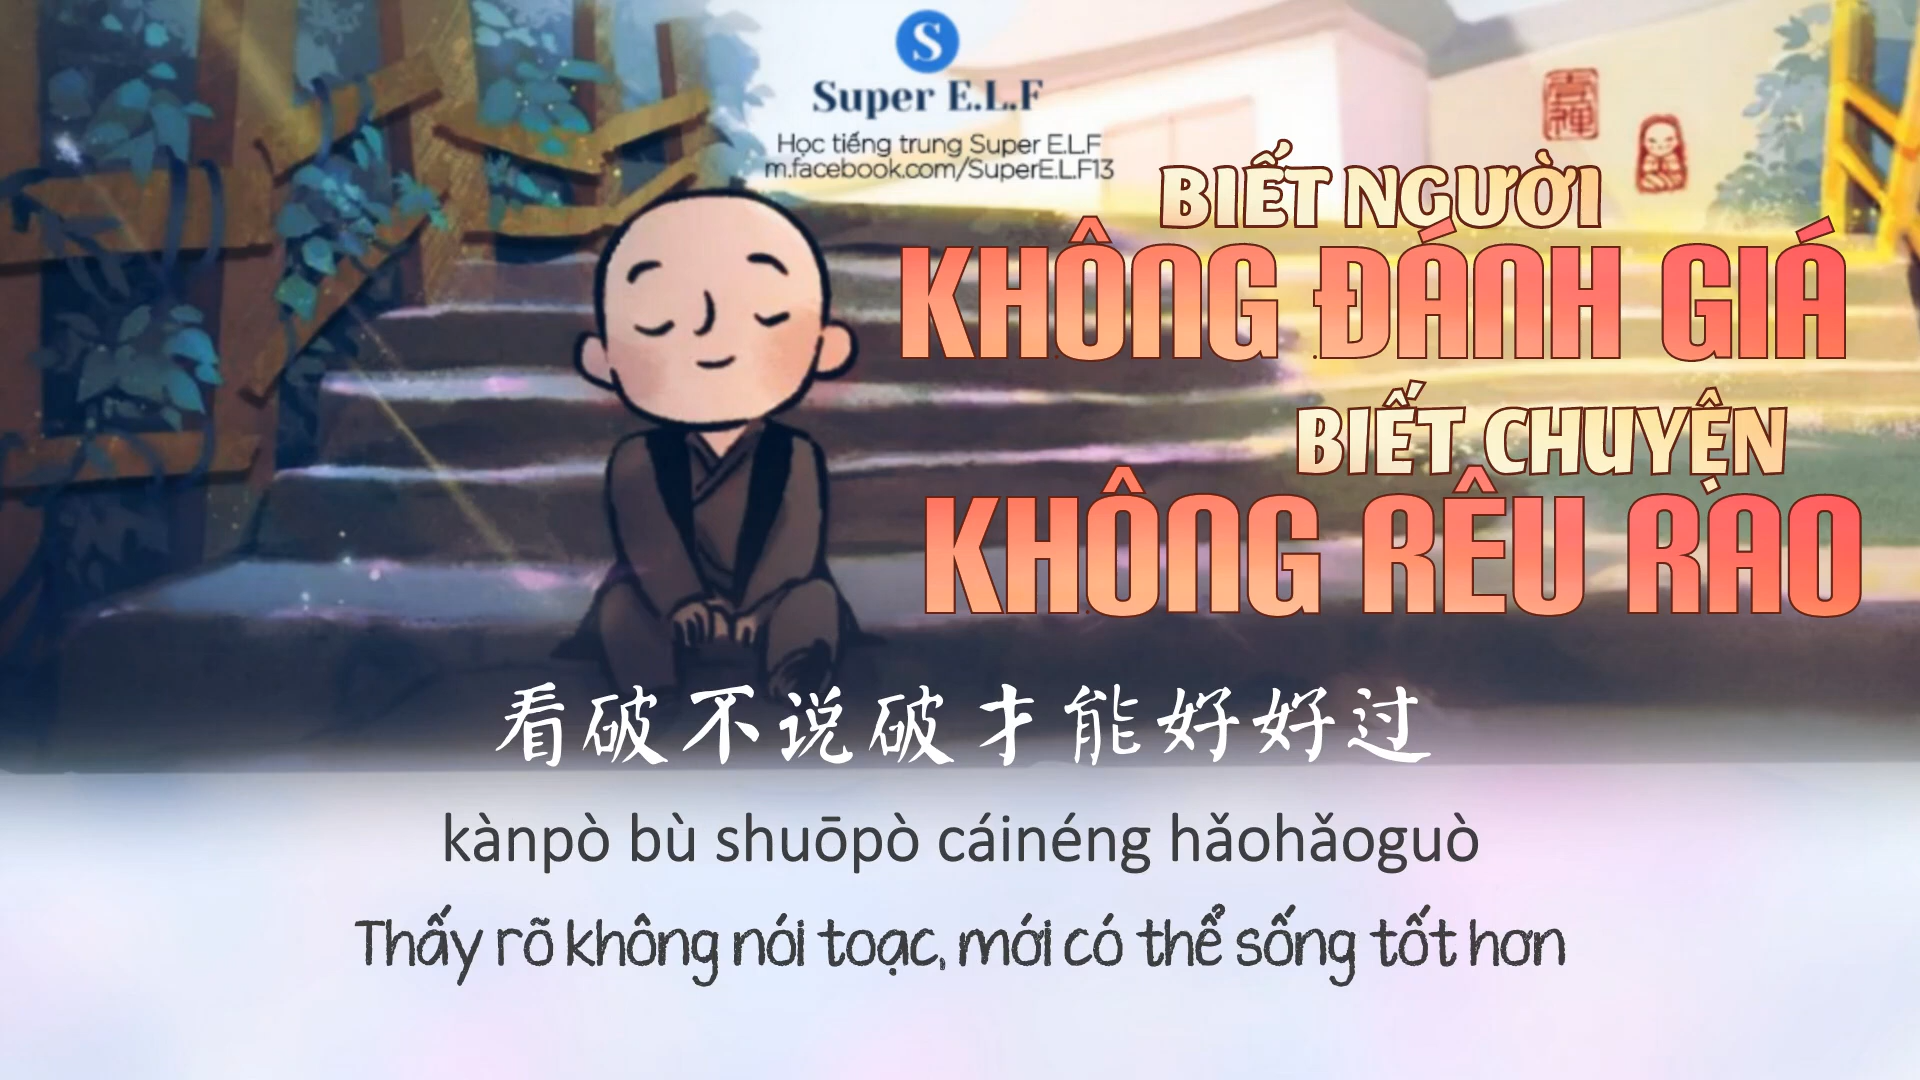 S
Super E.L.F
Học tiếng trung Super E.L.F
m.facebook.com/SuperE.L.F13
BIẾT NGƯỜI
KHÔNG ĐÁNH GIÁ
BIẾT CHUYỆN
KHÔNG RÊU RAO
看破不说破才能好好过
kànpò bù shuōpò cáinéng hǎohǎoguò
Thấy rõ không nói toạc, mới có thể sống tốt hơn